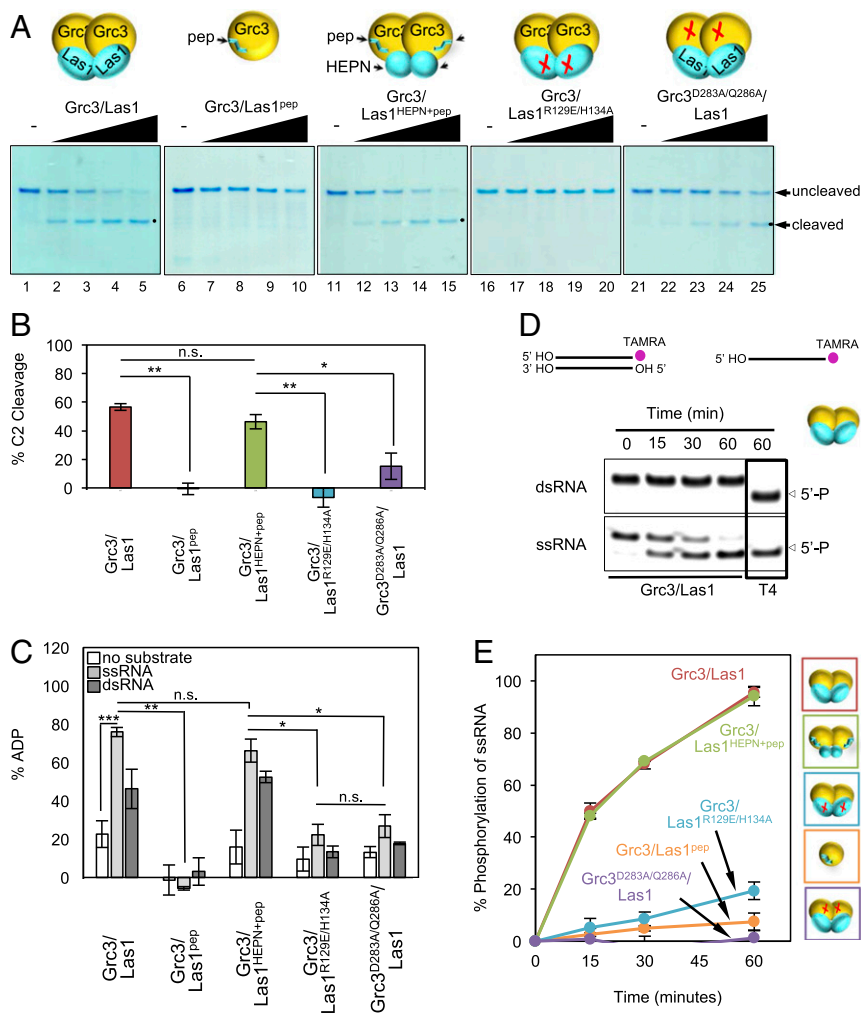 A
Grc3 Grc3
Las1 Las1
Grc3/Las1
pep
Grc3
Grc3/Las1pep
pep
Grc3 Grc3
HEPN
Grc3/
Las1HEPN+pep
Grc3 Grc3
Grc3/
Las1R129E/H134A
Las1 Las1
Grc3D283A/Q286A/
Las1
- - - - -
uncleaved
cleaved
1 2 3 4 5 6 7 8 9 10 11 12 13 14 15 16 17 18 19 20 21 22 23 24 25
B
% C2 Cleavage
100
80
60
40
20
0
n.s.
**
*
**
Grc3/
Las1
Grc3/
Las1pep
Grc3/
Las1HEPN+pep
Grc3/
Las1R129E/H134A
Grc3D283A/Q286A/
Las1
C
% ADP
120
100
80
60
40
20
0
no substrate
ssRNA
dsRNA
n.s.
***
**
*
*
n.s.
Grc3/
Las1
Grc3/
Las1pep
Grc3/
Las1HEPN+pep
Grc3/
Las1R129E/H134A
Grc3D283A/Q286A/
Las1
D
TAMRA
5' HO
3' HO OH 5'
TAMRA
5' HO
Time (min)
0 15 30 60 60
dsRNA
5'-P
ssRNA
5'-P
Grc3/Las1 T4
E
% Phosphorylation of ssRNA
100
80
60
40
20
0
Grc3/Las1
Grc3/
Las1HEPN+pep
Grc3/
Las1R129E/H134A
Grc3/Las1pep
Grc3D283A/Q286A/
Las1
0 15 30 45 60
Time (minutes)